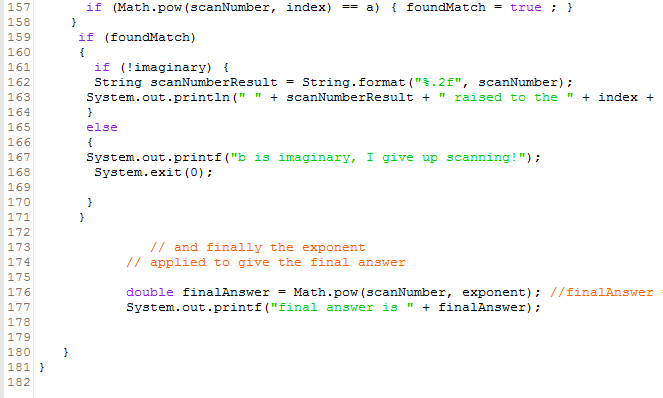 157 if (Math.pow(scanNumber, index) == a) { foundMatch = true ; }
158 }
159 if (foundMatch)
160 {
161 if (!imaginary) {
162 String scanNumberResult = String.format("%.2f", scanNumber);
163 System.out.println(" " + scanNumberResult + " raised to the " + index +
164 }
165 else
166 {
167 System.out.printf("b is imaginary, I give up scanning!");
168 System.exit(0);
169
170 }
171 }
172
173 // and finally the exponent
174 // applied to give the final answer
175
176 double finalAnswer = Math.pow(scanNumber, exponent); //finalAnswer =
177 System.out.printf("final answer is " + finalAnswer);
178
179
180 }
181 }
182